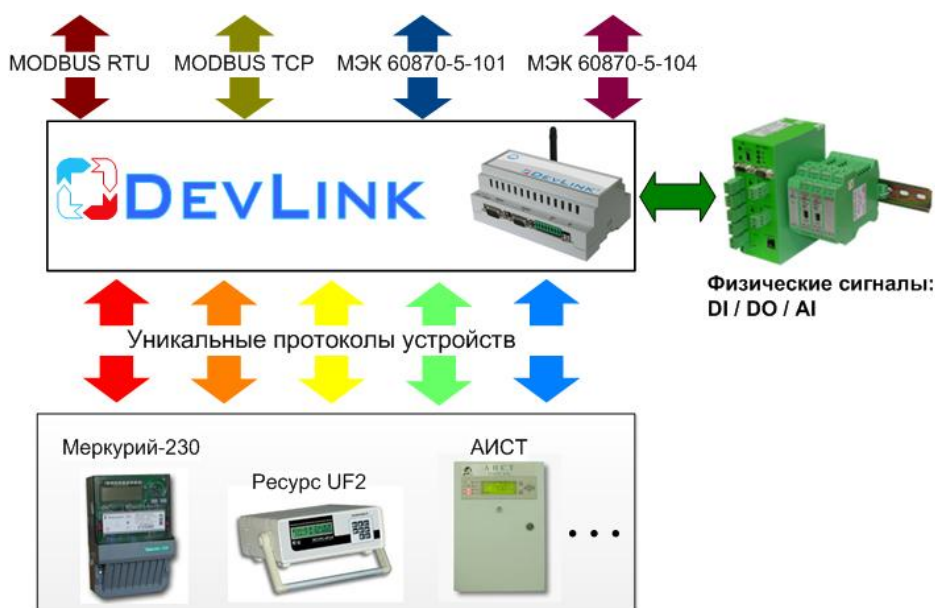 MODBUS RTU
MODBUS TCP
МЭК 60870-5-101
МЭК 60870-5-104
DEVLINK
Физические сигналы:
DI / DO / AI
Уникальные протоколы устройств
Меркурий-230
Ресурс UF2
АИСТ
АИСТ
• • •